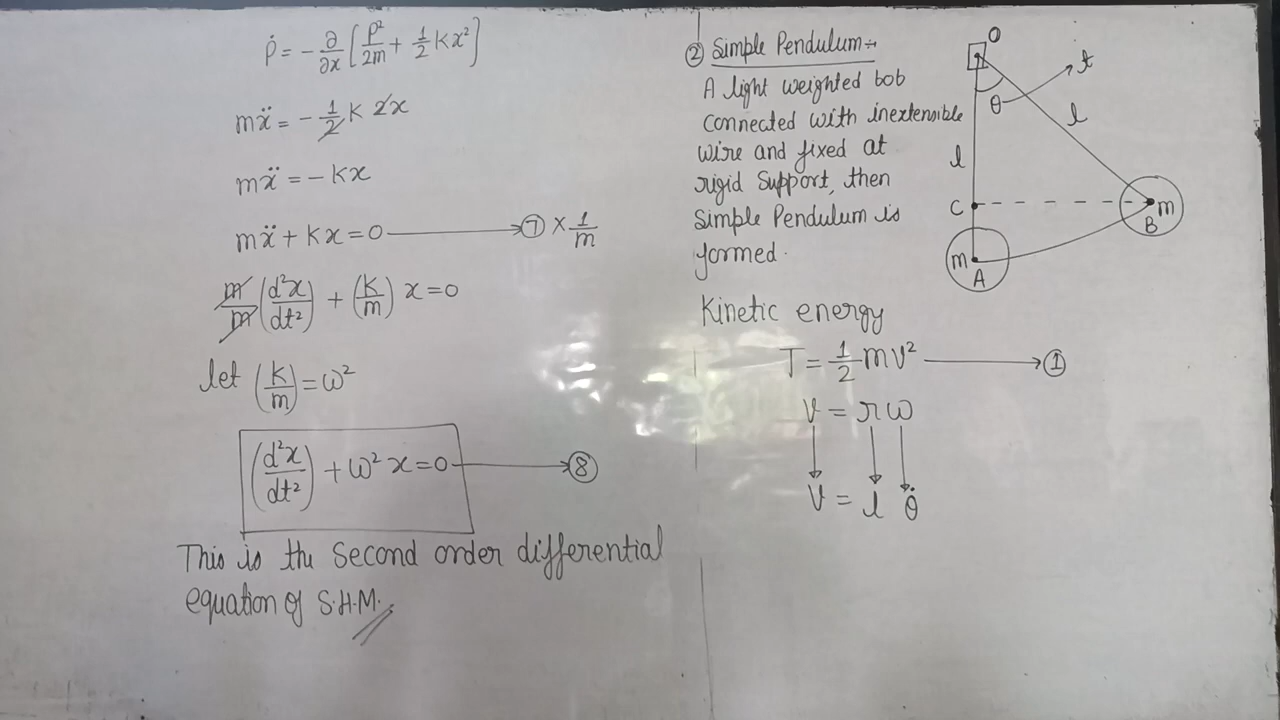 ṗ = -∂/∂x [p²/2m + 1/2 Kx²]
mẍ = -1/2 K 2x
mẍ = -Kx
mẍ + Kx = 0 → ⑦ × 1/m
m/m (d²x/dt²) + (K/m) x = 0
let (K/m) = ω²
(d²x/dt²) + ω² x = 0 → ⑧
This is the Second order differential
equation of S.H.M.
② Simple Pendulum:-
A light weighted bob
connected with inextensible
wire and fixed at
rigid Support, then
Simple Pendulum is
formed.
O
θ
t
l
l
C
m
B
m
A
Kinetic energy
T = 1/2 mv² → ①
v = rω
v = l θ̇